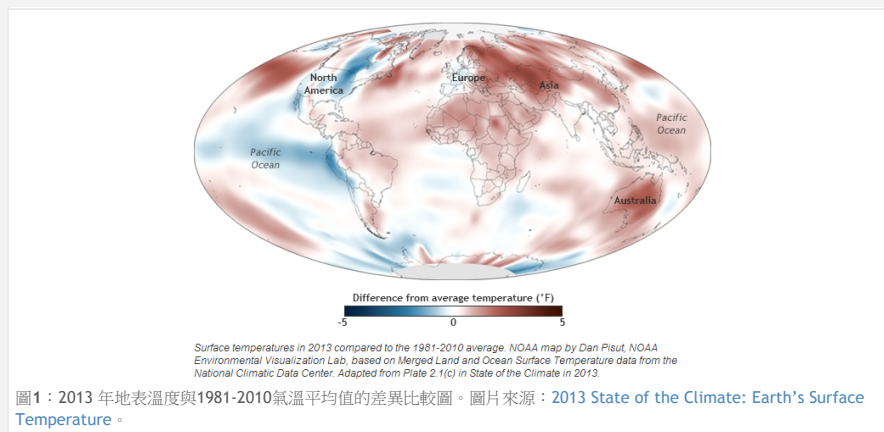 North
America
Europe
Asia
Pacific
Ocean
Pacific
Ocean
Australia
Difference from average temperature (°F)
-5 0 5
Surface temperatures in 2013 compared to the 1981-2010 average. NOAA map by Dan Pisut, NOAA
Environmental Visualization Lab, based on Merged Land and Ocean Surface Temperature data from the
National Climatic Data Center. Adapted from Plate 2.1(c) in State of the Climate in 2013.
圖1：2013 年地表溫度與1981-2010氣溫平均值的差異比較圖。圖片來源：2013 State of the Climate: Earth’s Surface
Temperature。